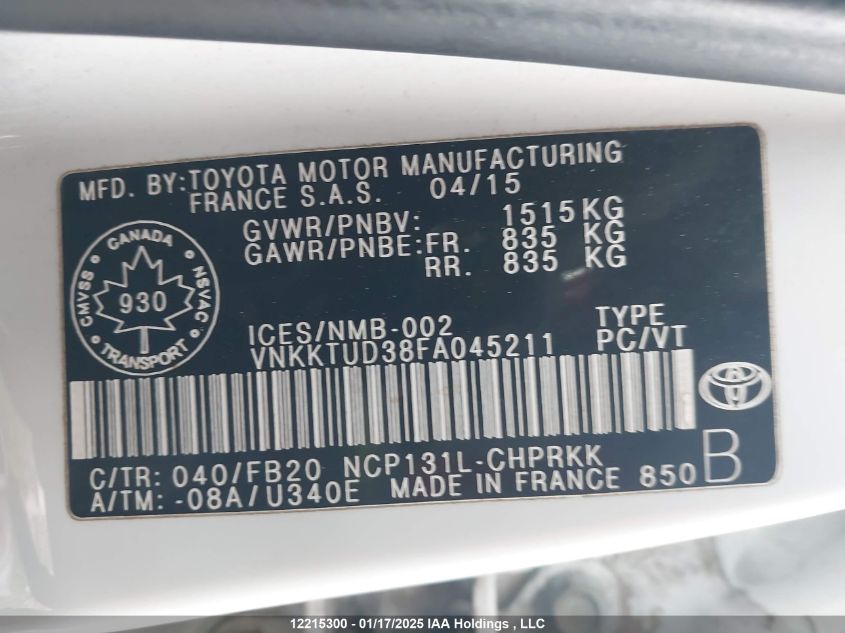 MFD. BY:TOYOTA MOTOR MANUFACTURING
FRANCE S.A.S. 04/15
GVWR/PNBV: 1515KG
GAWR/PNBE:FR. 835 KG
RR. 835 KG
CANADA
CMVSS
NSVAC
930
TRANSPORT
ICES/NMB-002
TYPE
VNKKTUD38FA045211
PC/VT
C/TR: 040/FB20 NCP131L-CHPRKK
A/TM: -08A/U340E MADE IN FRANCE 850 B
12215300 - 01/17/2025 IAA Holdings , LLC